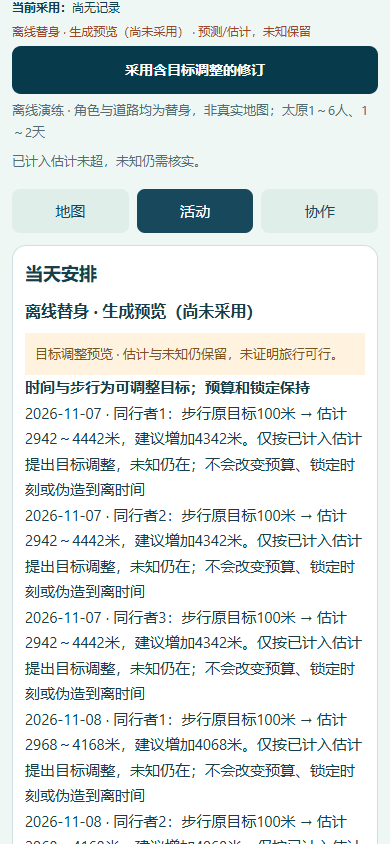 当前采用：尚无记录
离线替身 · 生成预览（尚未采用） · 预测/估计，未知保留
采用含目标调整的修订
离线演练 · 角色与道路均为替身，非真实地图；太原1～6人、1
～2天
已计入估计未超，未知仍需核实。
地图
活动
协作
当天安排
离线替身 · 生成预览（尚未采用）
目标调整预览 · 估计与未知仍保留，未证明旅行可行。
时间与步行为可调整目标；预算和锁定保持
2026-11-07 · 同行者1：步行原目标100米 → 估计
2942～4442米，建议增加4342米。仅按已计入估计
提出目标调整，未知仍在；不会改变预算、锁定时
刻或伪造到离时间
2026-11-07 · 同行者2：步行原目标100米 → 估计
2942～4442米，建议增加4342米。仅按已计入估计
提出目标调整，未知仍在；不会改变预算、锁定时
刻或伪造到离时间
2026-11-07 · 同行者3：步行原目标100米 → 估计
2942～4442米，建议增加4342米。仅按已计入估计
提出目标调整，未知仍在；不会改变预算、锁定时
刻或伪造到离时间
2026-11-08 · 同行者1：步行原目标100米 → 估计
2968～4168米，建议增加4068米。仅按已计入估计
提出目标调整，未知仍在；不会改变预算、锁定时
刻或伪造到离时间
2026-11-08 · 同行者2：步行原目标100米 → 估计
2968～4168米，建议增加4068米。仅按已计入估计